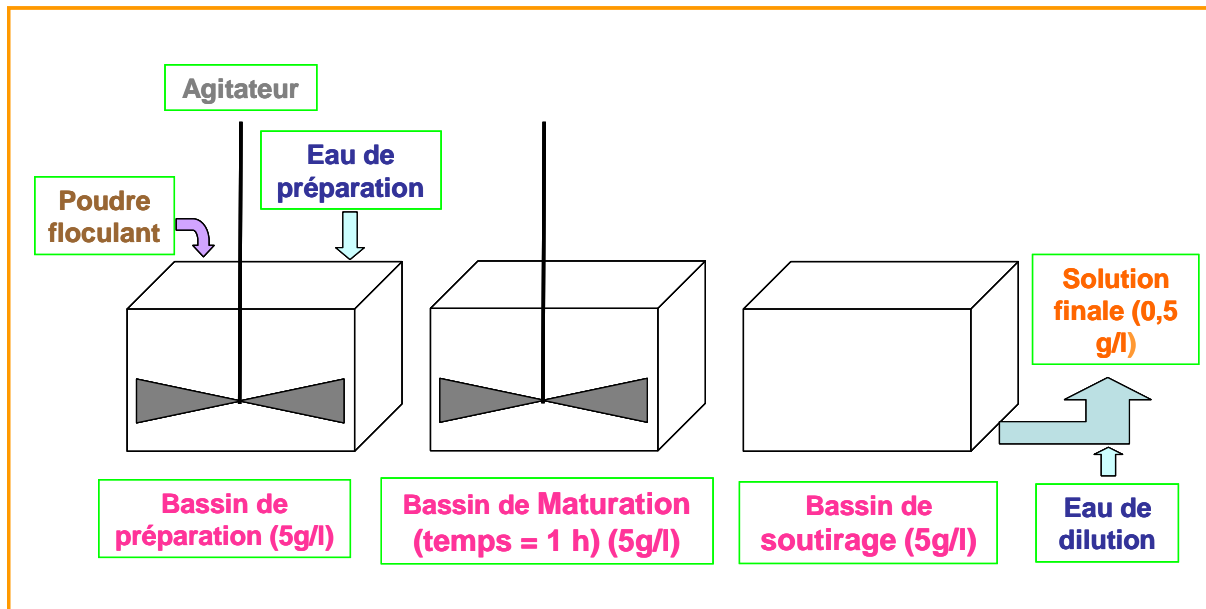 Agitateur
Eau de
préparation
Poudre
floculant
Solution
finale (0,5
g/l)
Bassin de
préparation (5g/l)
Bassin de Maturation
(temps = 1 h) (5g/l)
Bassin de
soutirage (5g/l)
Eau de
dilution